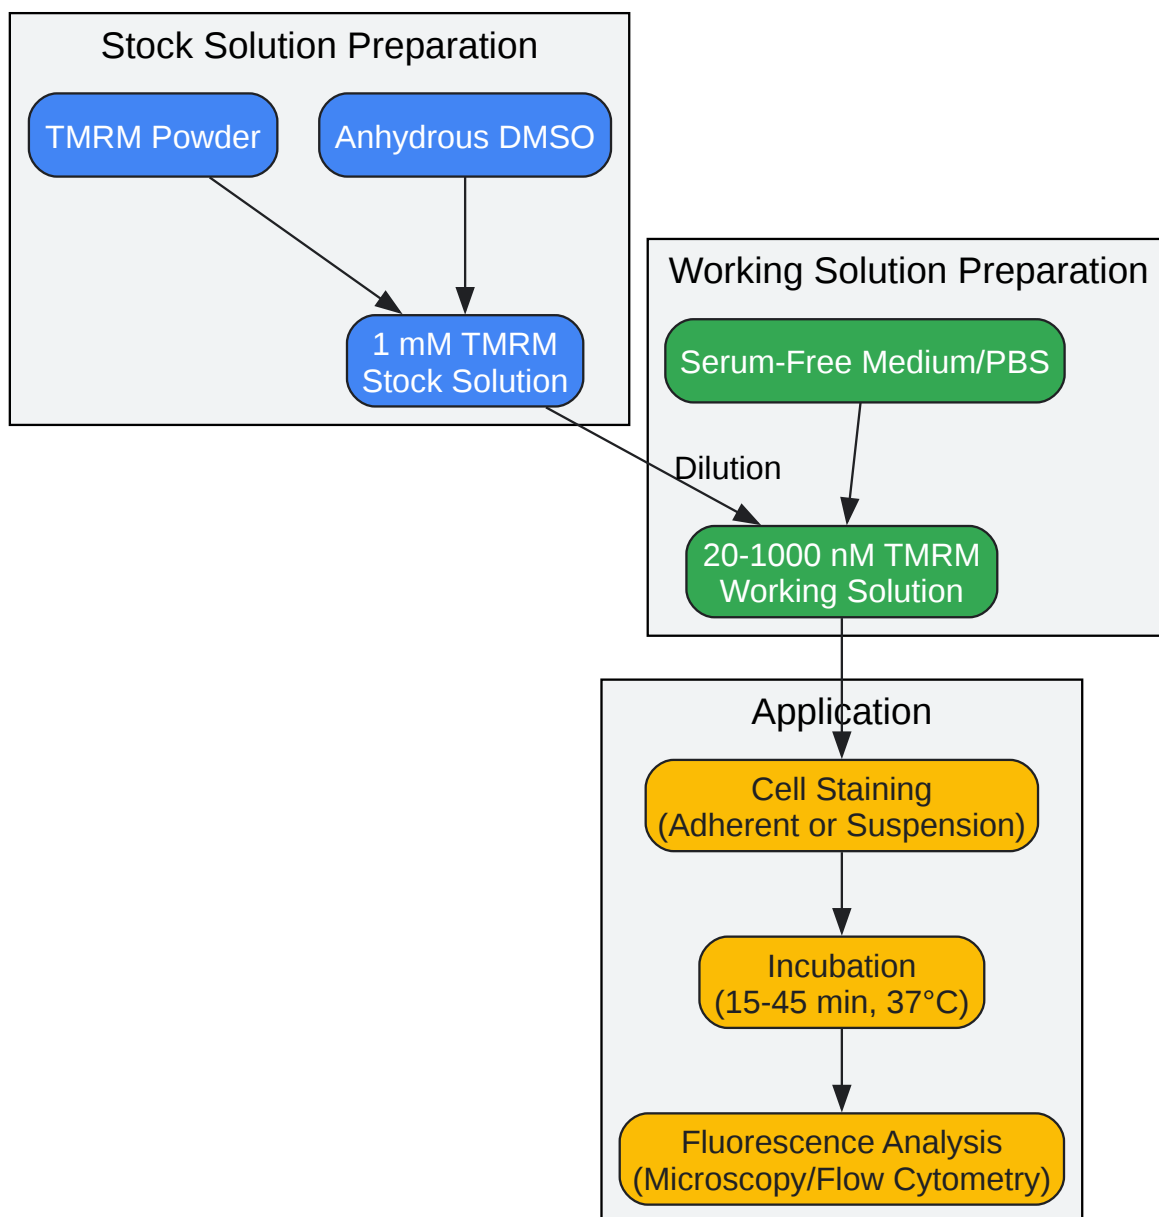 Stock Solution Preparation
TMRM Powder
Anhydrous DMSO
1 mM TMRM
Stock Solution
Working Solution Preparation
Serum-Free Medium/PBS
Dilution
20-1000 nM TMRM
Working Solution
Application
Cell Staining
(Adherent or Suspension)
Incubation
(15-45 min, 37°C)
Fluorescence Analysis
(Microscopy/Flow Cytometry)